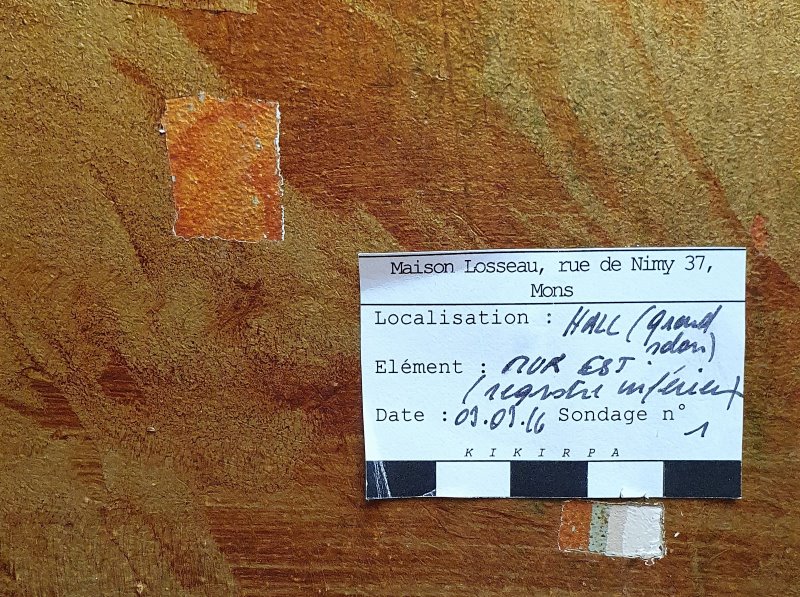 Maison Losseau, rue de Nimy 37,
Mons
Localisation : HALL (grand
salon)
Elément : MUR EST
(registre inférieur)
Date : 09.09.16 Sondage n°
1
KIKIRPA